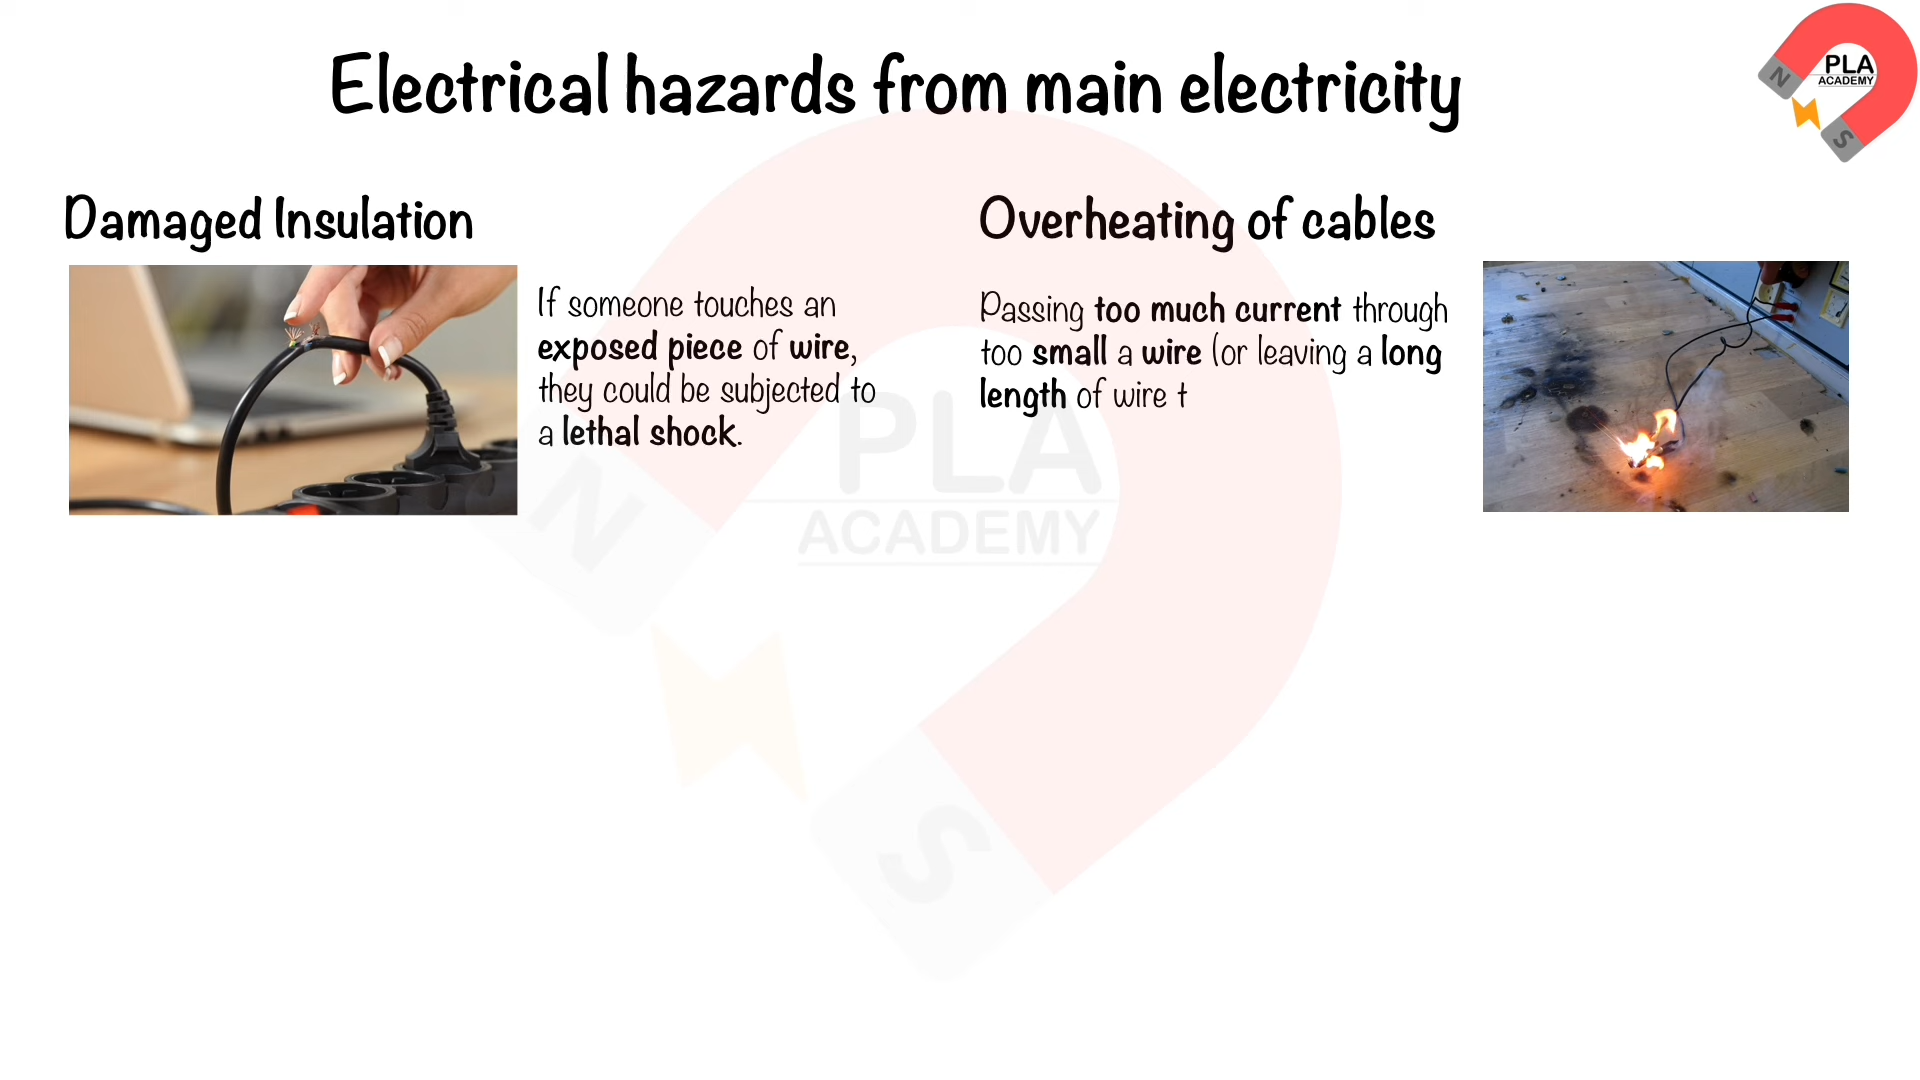 Electrical hazards from main electricity
PLA
ACADEMY
N
S
Damaged Insulation
If someone touches an
exposed piece of wire,
they could be subjected to
a lethal shock.
Overheating of cables
Passing too much current through
too small a wire (or leaving a long
length of wire t
PLA
ACADEMY
N
S